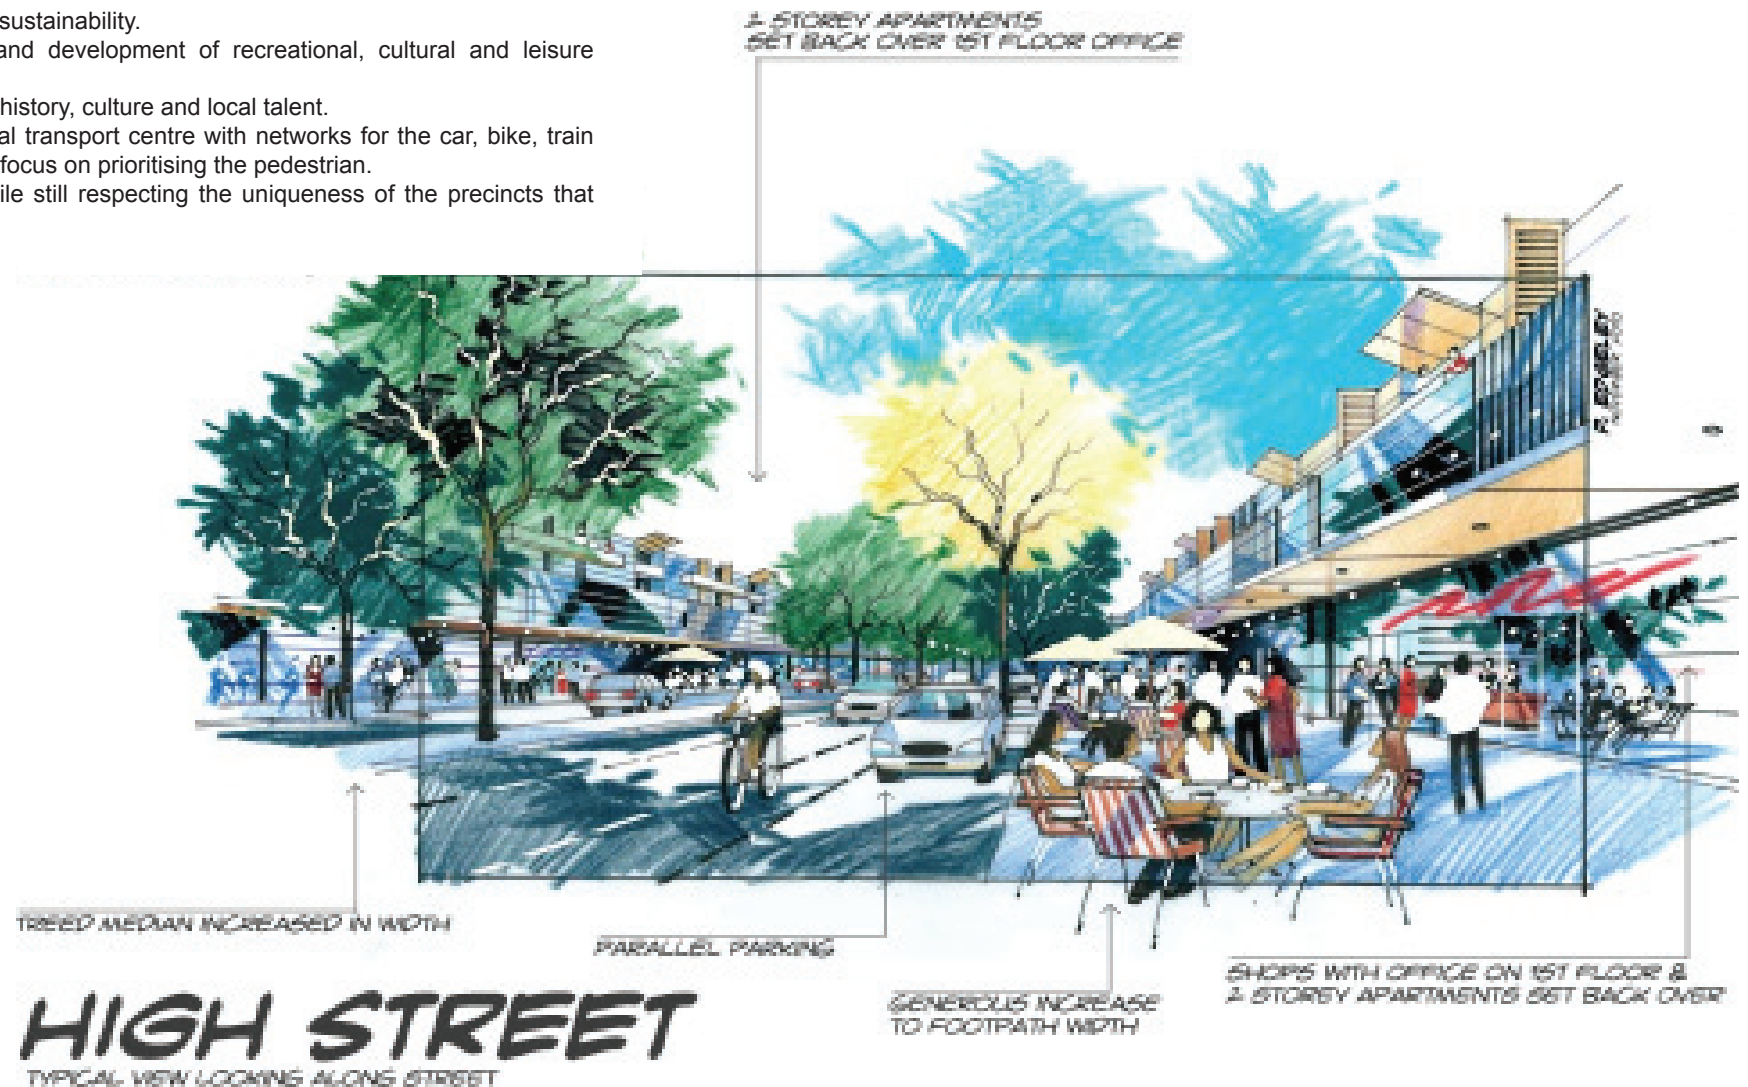 sustainability.
and development of recreational, cultural and leisure
history, culture and local talent.
al transport centre with networks for the car, bike, train
focus on prioritising the pedestrian.
ile still respecting the uniqueness of the precincts that
2 STOREY APARTMENTS
SET BACK OVER 1ST FLOOR OFFICE
TREED MEDIAN INCREASED IN WIDTH
PARALLEL PARKING
GENEROUS INCREASE
TO FOOTPATH WIDTH
SHOPS WITH OFFICE ON 1ST FLOOR &
2 STOREY APARTMENTS SET BACK OVER
HIGH STREET
TYPICAL VIEW LOOKING ALONG STREET